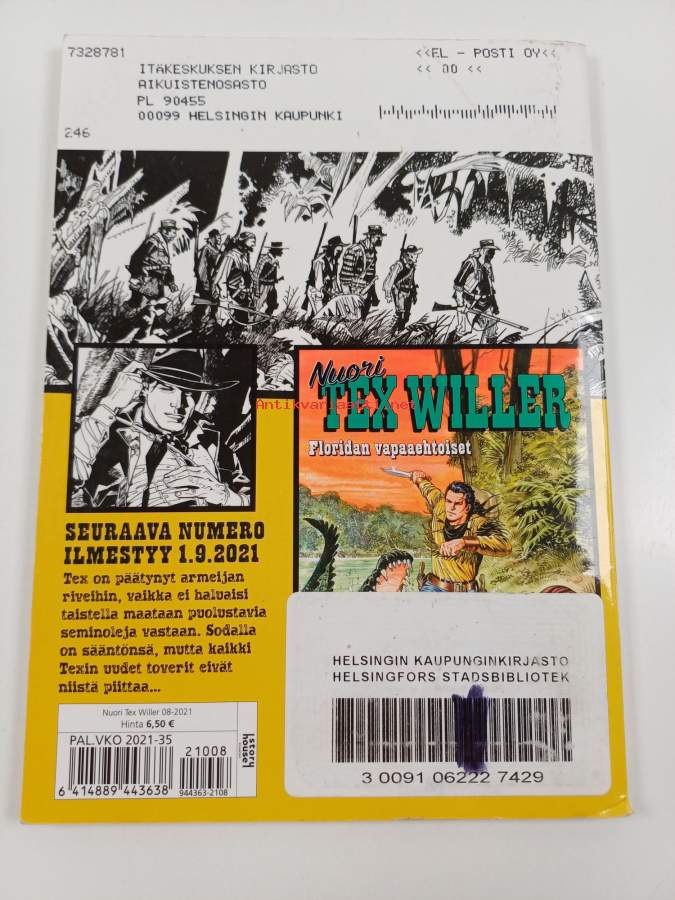 7328781
<<F.L - POSTI OY<<
<< 00 <<
ITÄKESKUKSEN KIRJASTO
AIKUISTENOSASTO
PL 90455
00099 HELSINGIN KAUPUNKI
246
Nuori
TEX WILLER
Antikvariaatti.net
Floridan vapaaehtoiset
SEURAAVA NUMERO
ILMESTYY 1.9.2021
Tex on päätynyt armeijan
riveihin, vaikka ei haluaisi
taistella maataan puolustavia
seminoleja vastaan. Sodalla
on sääntönsä, mutta kaikki
Texin uudet toverit eivät
niistä piittaa...
HELSINGIN KAUPUNGINKIRJASTO
HELSINGFORS STADSBIBLIOTEK
3 0091 06222 7429
Nuori Tex Willer 08-2021
Hinta 6,50 €
PAL.VKO 2021-35
21008
6 414889 443638
944363-2108
story
house